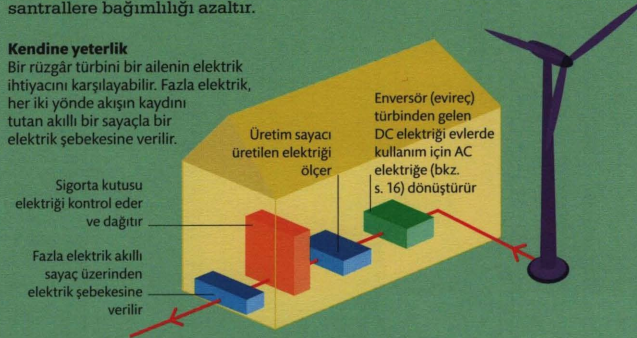 santrallere bağımlılığı azaltır.
Kendine yeterlik
Bir rüzgâr türbini bir ailenin elektrik
ihtiyacını karşılayabilir. Fazla elektrik,
her iki yönde akışın kaydını
tutan akıllı bir sayaçla bir
elektrik şebekesine verilir.
Üretim sayacı
üretilen elektriği
ölçer
Enversör (evireç)
türbinden gelen
DC elektriği evlerde
kullanım için AC
elektriğe (bkz.
s. 16) dönüştürür
Sigorta kutusu
elektriği kontrol eder
ve dağıtır
Fazla elektrik akıllı
sayaç üzerinden
elektrik şebekesine
verilir